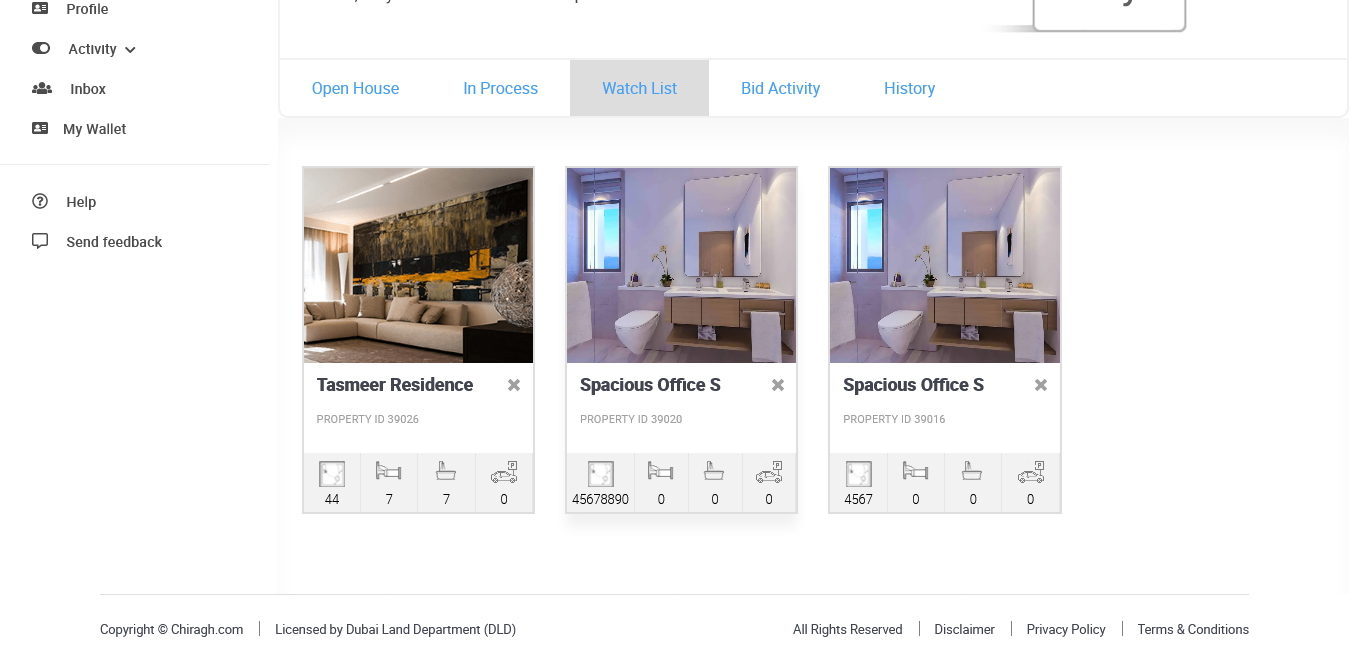 Profile
Activity
Inbox
My Wallet
Help
Send feedback
Open House
In Process
Watch List
Bid Activity
History
Tasmeer Residence
PROPERTY ID 39026
44
7
7
P
0
Spacious Office S
PROPERTY ID 39020
45678890
0
0
P
0
Spacious Office S
PROPERTY ID 39016
4567
0
0
P
0
Copyright © Chiragh.com
Licensed by Dubai Land Department (DLD)
All Rights Reserved
Disclaimer
Privacy Policy
Terms & Conditions